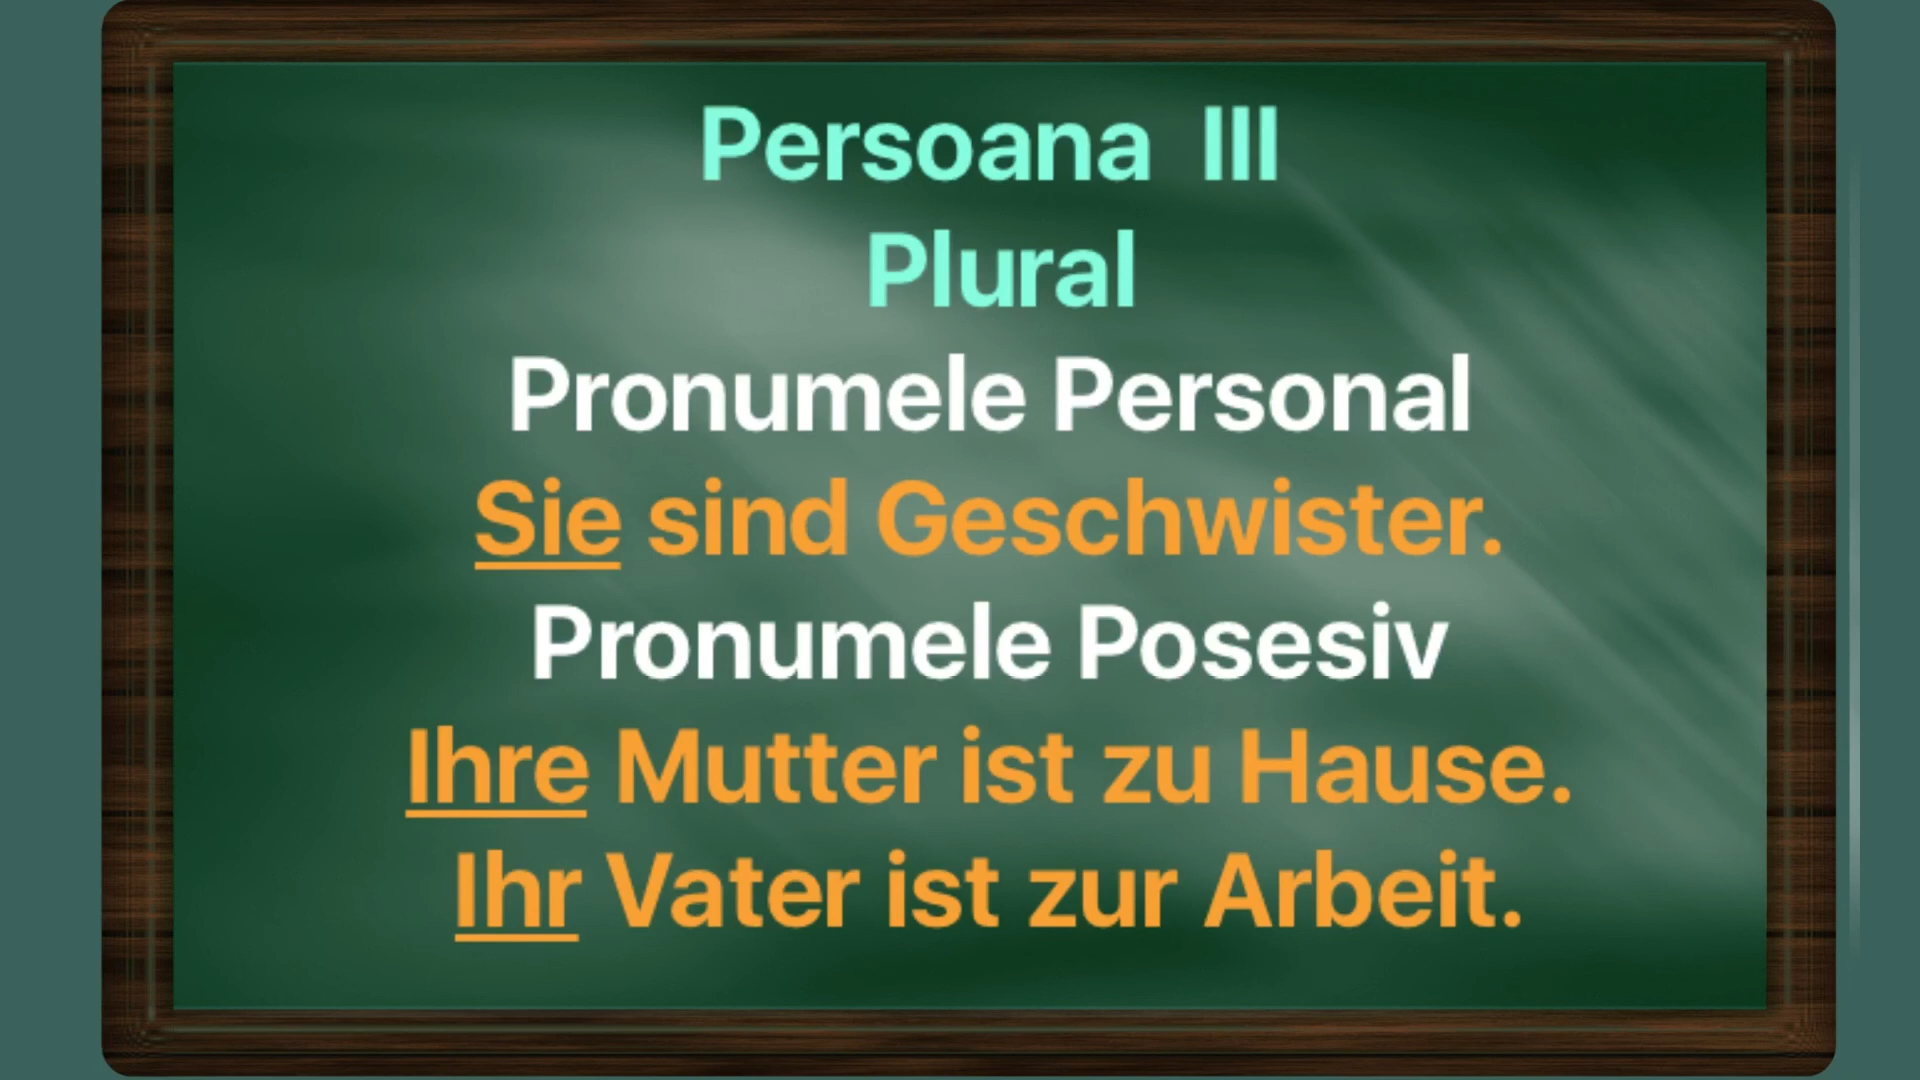 Persoana III
Plural
Pronumele Personal
Sie sind Geschwister.
Pronumele Posesiv
Ihre Mutter ist zu Hause.
Ihr Vater ist zur Arbeit.